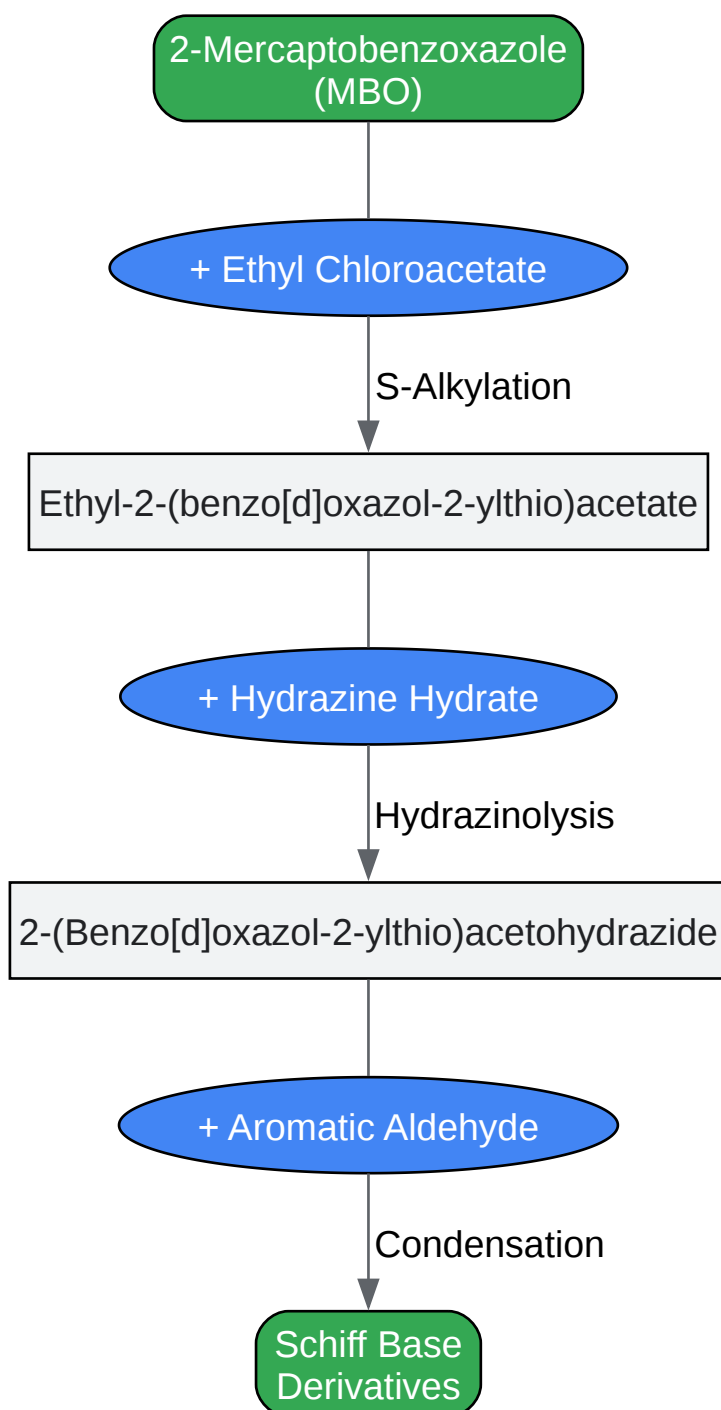 2-Mercaptobenzoxazole
(MBO)
+ Ethyl Chloroacetate
S-Alkylation
Ethyl-2-(benzo[d]oxazol-2-ylthio)acetate
+ Hydrazine Hydrate
Hydrazinolysis
2-(Benzo[d]oxazol-2-ylthio)acetohydrazide
+ Aromatic Aldehyde
Condensation
Schiff Base
Derivatives